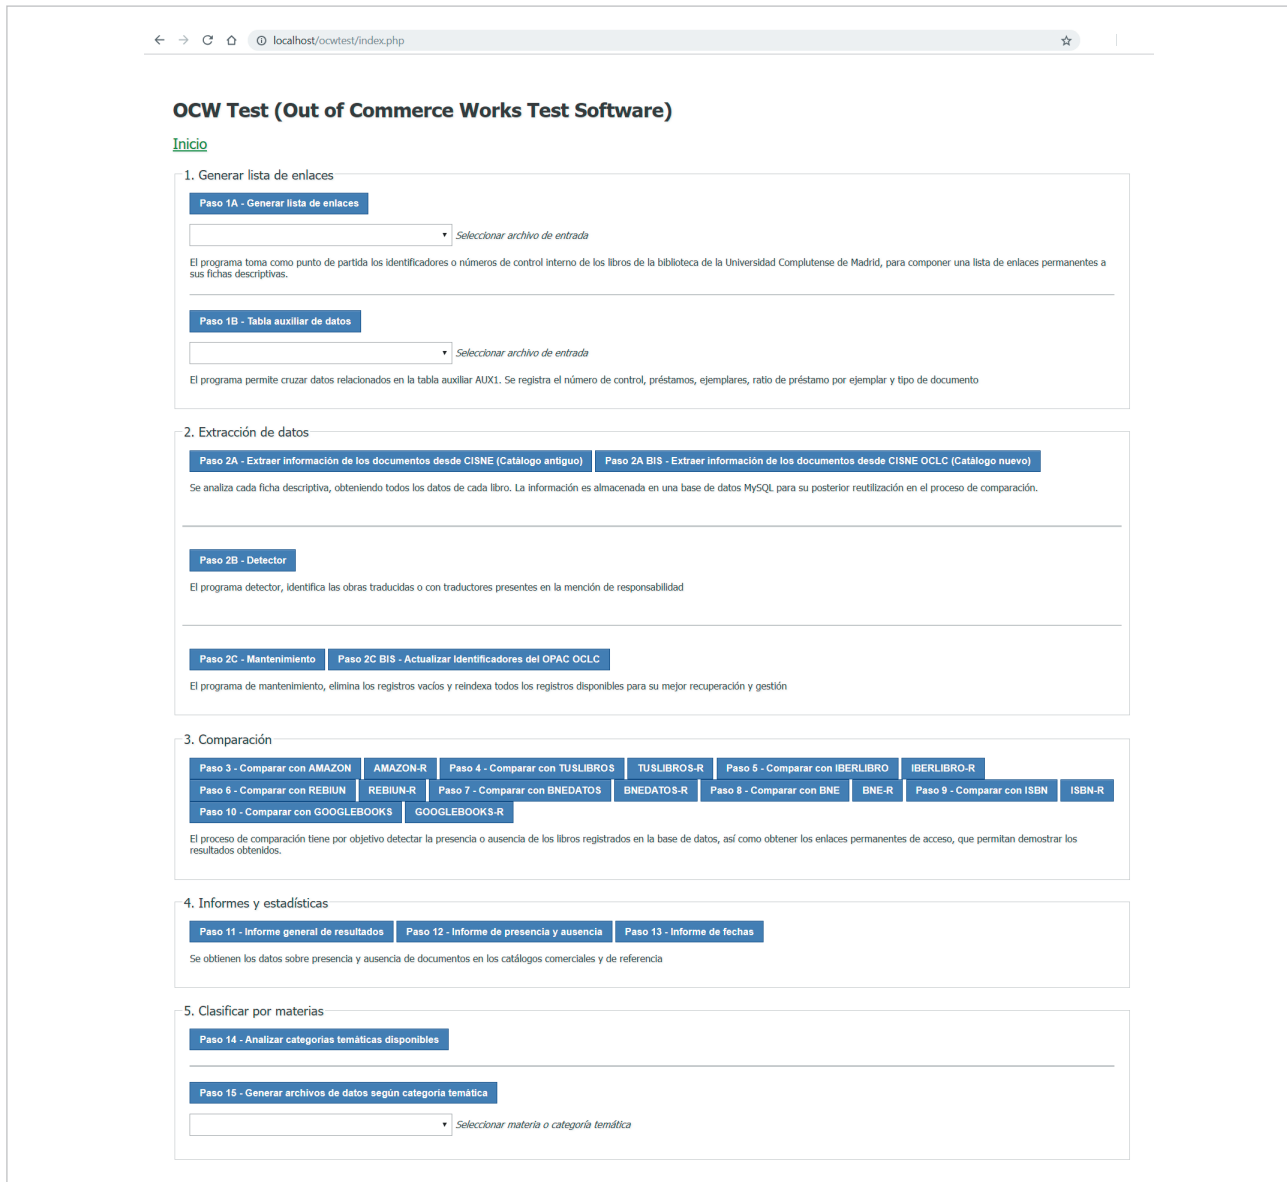 localhost/ocwtest/index.php
OCW Test (Out of Commerce Works Test Software)
Inicio
1. Generar lista de enlaces
Paso 1A - Generar lista de enlaces
Seleccionar archivo de entrada
El programa toma como punto de partida los identificadores o números de control interno de los libros de la biblioteca de la Universidad Complutense de Madrid, para componer una lista de enlaces permanentes a
sus fichas descriptivas.
Paso 1B - Tabla auxiliar de datos
Seleccionar archivo de entrada
El programa permite cruzar datos relacionados en la tabla auxiliar AUX1. Se registra el número de control, préstamos, ejemplares, ratio de préstamo por ejemplar y tipo de documento
2. Extracción de datos
Paso 2A - Extraer información de los documentos desde CISNE (Catálogo antiguo) Paso 2A BIS - Extraer información de los documentos desde CISNE OCLC (Catálogo nuevo)
Se analiza cada ficha descriptiva, obteniendo todos los datos de cada libro. La información es almacenada en una base de datos MySQL para su posterior reutilización en el proceso de comparación.
Paso 2B - Detector
El programa detector, identifica las obras traducidas o con traductores presentes en la mención de responsabilidad
Paso 2C - Mantenimiento Paso 2C BIS - Actualizar Identificadores del OPAC OCLC
El programa de mantenimiento, elimina los registros vacíos y reindexa todos los registros disponibles para su mejor recuperación y gestión
3. Comparación
Paso 3 - Comparar con AMAZON AMAZON-R Paso 4 - Comparar con TUSLIBROS TUSLIBROS-R Paso 5 - Comparar con IBERLIBRO IBERLIBRO-R
Paso 6 - Comparar con REBIUN REBIUN-R Paso 7 - Comparar con BNEDATOS BNEDATOS-R Paso 8 - Comparar con BNE BNE-R Paso 9 - Comparar con ISBN ISBN-R
Paso 10 - Comparar con GOOGLEBOOKS GOOGLEBOOKS-R
El proceso de comparación tiene por objetivo detectar la presencia o ausencia de los libros registrados en la base de datos, así como obtener los enlaces permanentes de acceso, que permitan demostrar los
resultados obtenidos.
4. Informes y estadísticas
Paso 11 - Informe general de resultados Paso 12 - Informe de presencia y ausencia Paso 13 - Informe de fechas
Se obtienen los datos sobre presencia y ausencia de documentos en los catálogos comerciales y de referencia
5. Clasificar por materias
Paso 14 - Analizar categorías temáticas disponibles
Paso 15 - Generar archivos de datos según categoría temática
Seleccionar materia o categoría temática